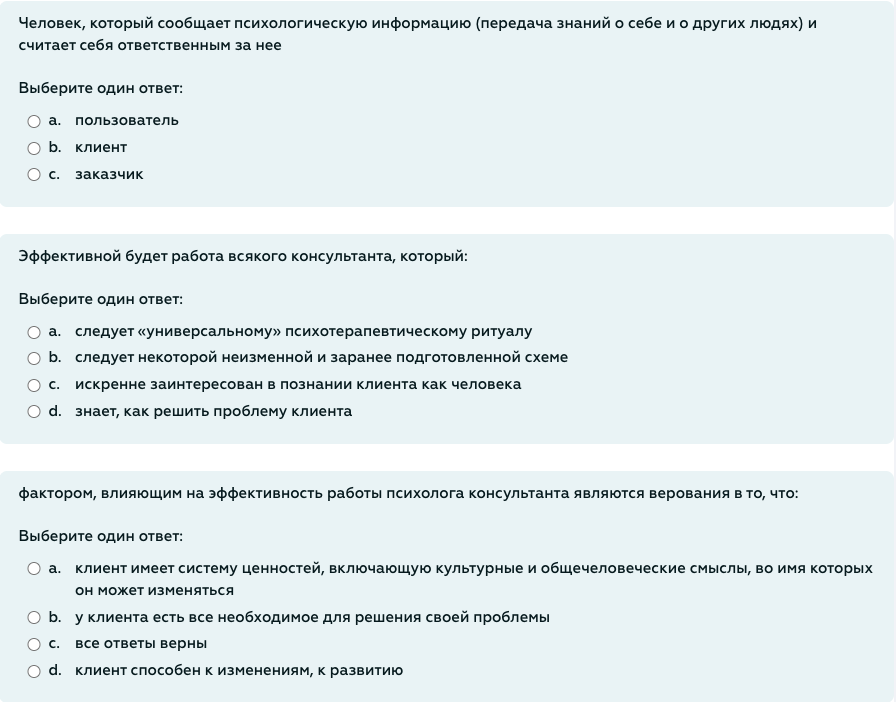 Человек, который сообщает психологическую информацию (передача знаний о себе и о других людях) и
считает себя ответственным за нее
Выберите один ответ:
a. пользователь
b. клиент
c. заказчик
Эффективной будет работа всякого консультанта, который:
Выберите один ответ:
a. следует «универсальному» психотерапевтическому ритуалу
b. следует некоторой неизменной и заранее подготовленной схеме
c. искренне заинтересован в познании клиента как человека
d. знает, как решить проблему клиента
фактором, влияющим на эффективность работы психолога консультанта являются верования в то, что:
Выберите один ответ:
a. клиент имеет систему ценностей, включающую культурные и общечеловеческие смыслы, во имя которых
он может изменяться
b. у клиента есть все необходимое для решения своей проблемы
c. все ответы верны
d. клиент способен к изменениям, к развитию